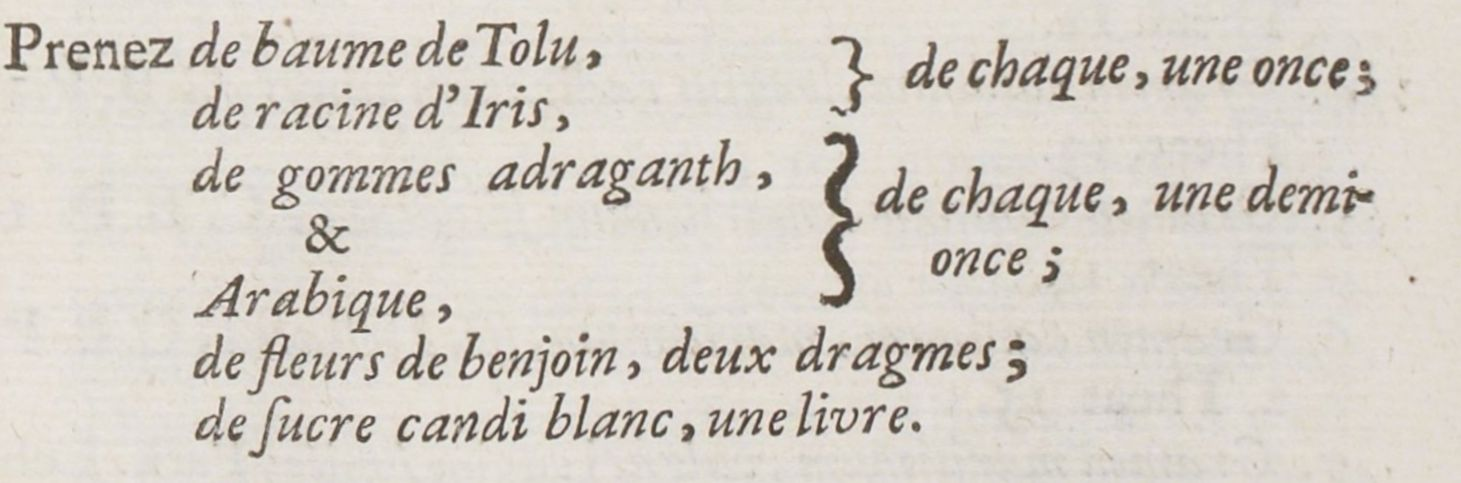 Prenez de baume de Tolu, } de chaque, une once;
de racine d'Iris,
de gommes adraganth, { de chaque, une demi-
&
once ;
Arabique,
de fleurs de benjoin, deux dragmes;
de ſucre candi blanc, une livre.